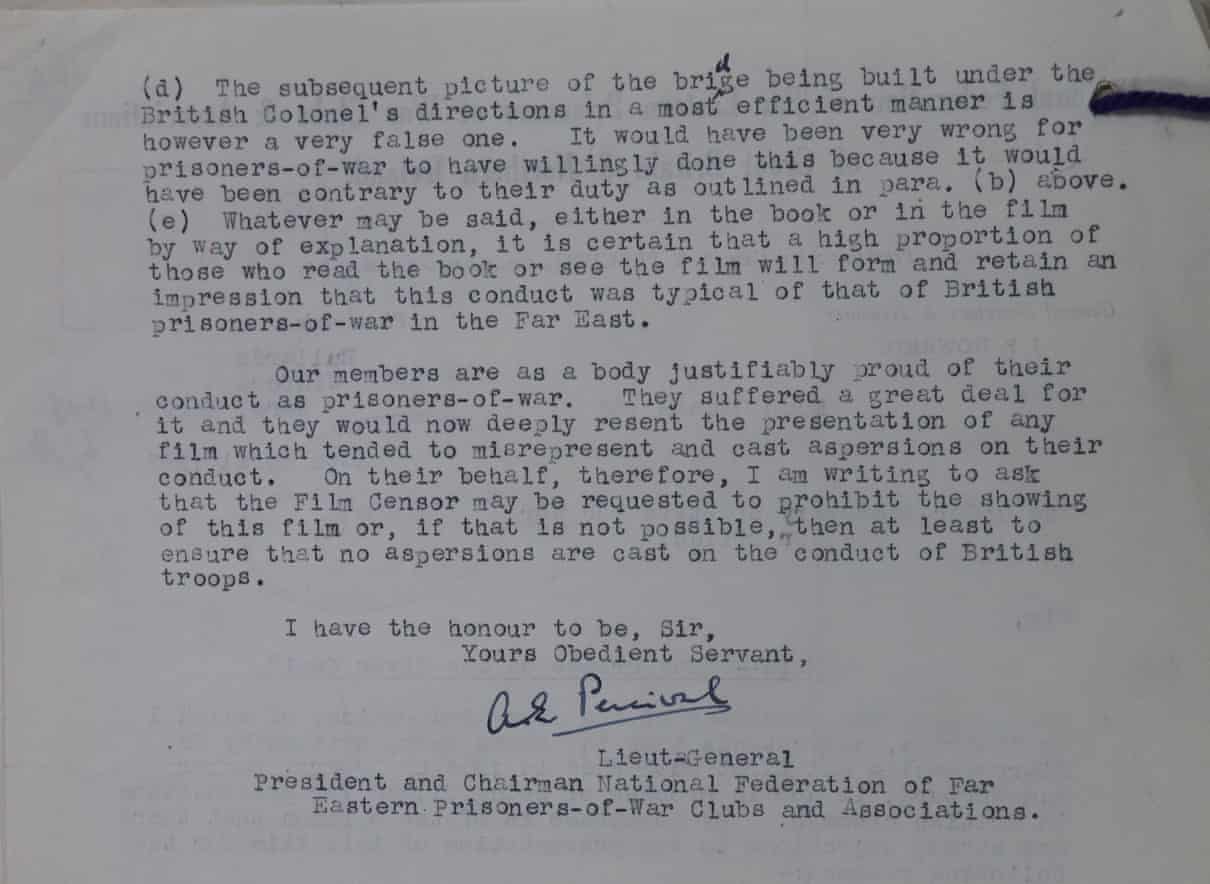 (d) The subsequent picture of the bridge being built under the
British Colonel's directions in a most efficient manner is
however a very false one. It would have been very wrong for
prisoners-of-war to have willingly done this because it would
have been contrary to their duty as outlined in para. (b) above.
(e) Whatever may be said, either in the book or in the film
by way of explanation, it is certain that a high proportion of
those who read the book or see the film will form and retain an
impression that this conduct was typical of that of British
prisoners-of-war in the Far East.
Our members are as a body justifiably proud of their
conduct as prisoners-of-war. They suffered a great deal for
it and they would now deeply resent the presentation of any
film which tended to misrepresent and cast aspersions on their
conduct. On their behalf, therefore, I am writing to ask
that the Film Censor may be requested to prohibit the showing
of this film or, if that is not possible, then at least to
ensure that no aspersions are cast on the conduct of British
troops.
I have the honour to be, Sir,
Yours Obedient Servant,
A.E. Percival
Lieut-General
President and Chairman National Federation of Far
Eastern Prisoners-of-War Clubs and Associations.